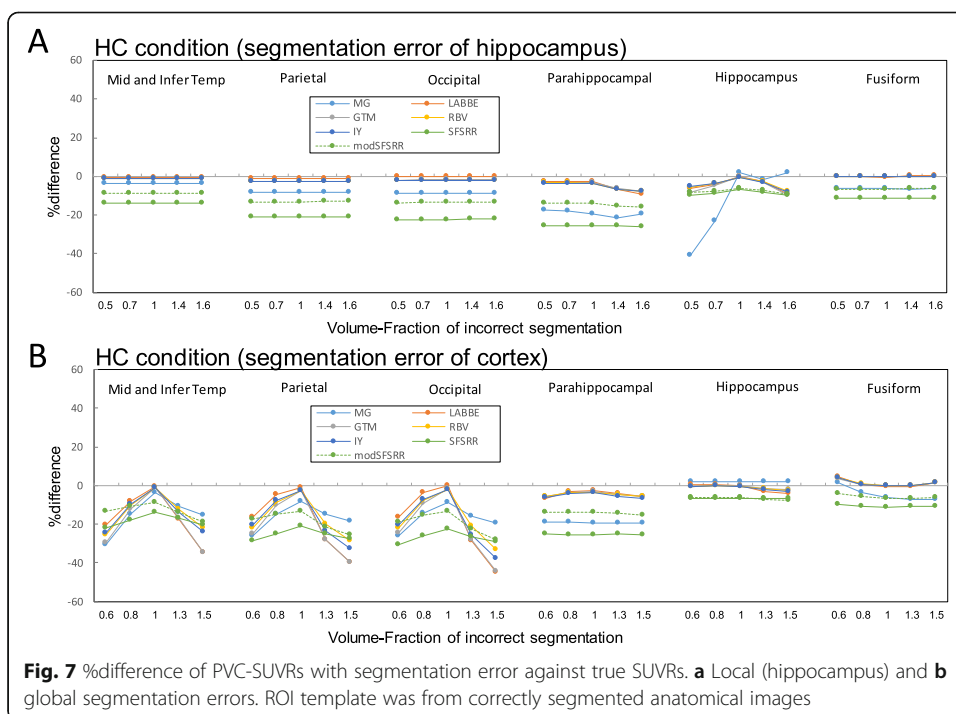 A
HC condition (segmentation error of hippocampus)
60
40
20
0
-20
-40
-60
%difference
Mid and Infer Temp
Parietal
Occipital
Parahippocampal
Hippocampus
Fusiform
MG
LABBE
GTM
RBV
IY
SFSRR
modSFSRR
0.5 0.7 1 1.4 1.6
0.5 0.7 1 1.4 1.6
0.5 0.7 1 1.4 1.6
0.5 0.7 1 1.4 1.6
0.5 0.7 1 1.4 1.6
0.5 0.7 1 1.4 1.6
Volume-Fraction of incorrect segmentation
B
HC condition (segmentation error of cortex)
60
40
20
0
-20
-40
-60
%difference
Mid and Infer Temp
Parietal
Occipital
Parahippocampal
Hippocampus
Fusiform
MG
LABBE
GTM
RBV
IY
SFSRR
modSFSRR
0.6 0.8 1 1.3 1.5
0.6 0.8 1 1.3 1.5
0.6 0.8 1 1.3 1.5
0.6 0.8 1 1.3 1.5
0.6 0.8 1 1.3 1.5
0.6 0.8 1 1.3 1.5
Volume-Fraction of incorrect segmentation
Fig. 7 %difference of PVC-SUVRs with segmentation error against true SUVRs. a Local (hippocampus) and b
global segmentation errors. ROI template was from correctly segmented anatomical images